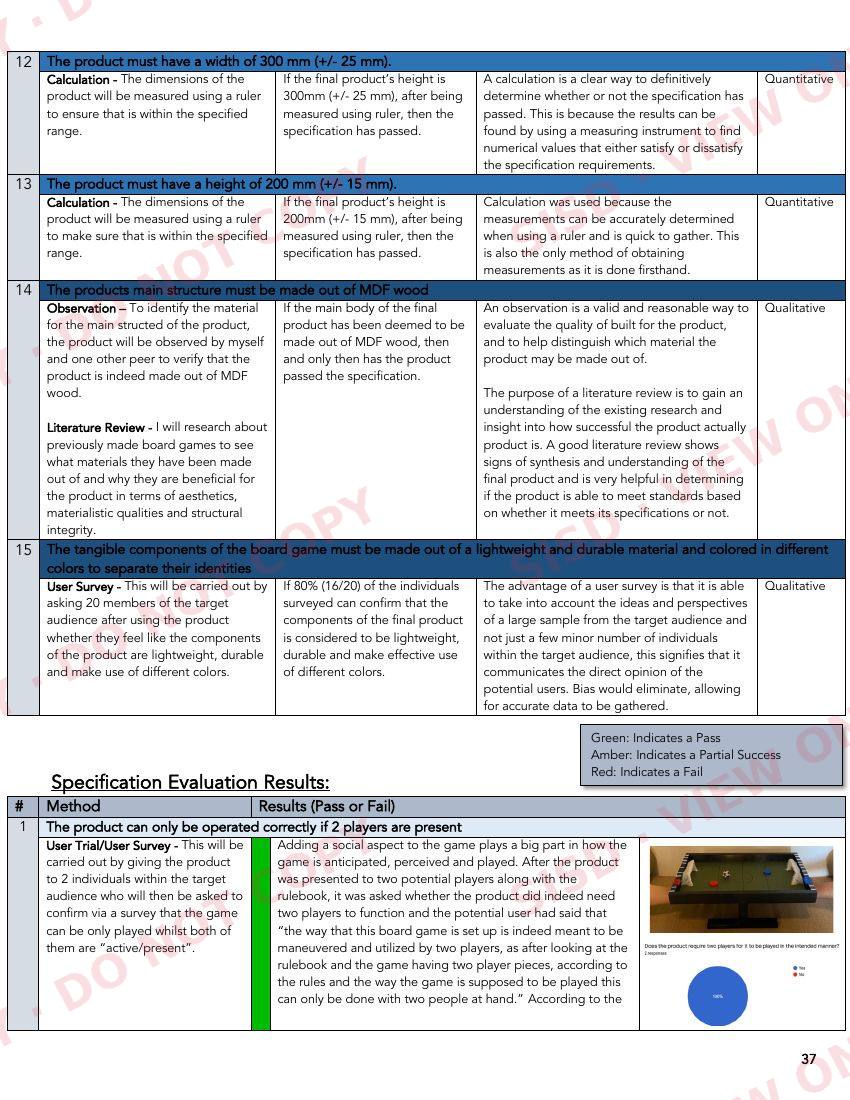 12 The product must have a width of 300 mm (+/- 25 mm).
Calculation - The dimensions of the
product will be measured using a ruler
to ensure that is within the specified
range.
If the final product's height is
300mm (+/- 25 mm), after being
measured using ruler, then the
specification has passed.
A calculation is a clear way to definitively
determine whether or not the specification has
passed. This is because the results can be
found by using a measuring instrument to find
numerical values that either satisfy or dissatisfy
the specification requirements.
Quantitative
13 The product must have a height of 200 mm (+/- 15 mm).
Calculation - The dimensions of the
product will be measured using a ruler
to make sure that is within the specified
range.
If the final product's height is
200mm (+/- 15 mm), after being
measured using ruler, then the
specification has passed.
Calculation was used because the
measurements can be accurately determined
when using a ruler and is quick to gather. This
is also the only method of obtaining
measurements as it is done firsthand.
Quantitative
14 The products main structure must be made out of MDF wood
Observation – To identify the material
for the main structed of the product,
the product will be observed by myself
and one other peer to verify that the
product is indeed made out of MDF
wood.
Literature Review - I will research about
previously made board games to see
what materials they have been made
out of and why they are beneficial for
the product in terms of aesthetics,
materialistic qualities and structural
integrity.
If the main body of the final
product has been deemed to be
made out of MDF wood, then
and only then has the product
passed the specification.
An observation is a valid and reasonable way to
evaluate the quality of built for the product,
and to help distinguish which material the
product may be made out of.
The purpose of a literature review is to gain an
understanding of the existing research and
insight into how successful the product actually
product is. A good literature review shows
signs of synthesis and understanding of the
final product and is very helpful in determining
if the product is able to meet standards based
on whether it meets its specifications or not.
Qualitative
15 The tangible components of the board game must be made out of a lightweight and durable material and colored in different
colors to separate their identities
User Survey - This will be carried out by
asking 20 members of the target
audience after using the product
whether they feel like the components
of the product are lightweight, durable
and make use of different colors.
If 80% (16/20) of the individuals
surveyed can confirm that the
components of the final product
is considered to be lightweight,
durable and make effective use
of different colors.
The advantage of a user survey is that it is able
to take into account the ideas and perspectives
of a large sample from the target audience and
not just a few minor number of individuals
within the target audience, this signifies that it
communicates the direct opinion of the
potential users. Bias would eliminate, allowing
for accurate data to be gathered.
Qualitative
Green: Indicates a Pass
Amber: Indicates a Partial Success
Red: Indicates a Fail
Specification Evaluation Results:
# Method Results (Pass or Fail)
1 The product can only be operated correctly if 2 players are present
User Trial/User Survey - This will be
carried out by giving the product
to 2 individuals within the target
audience who will then be asked to
confirm via a survey that the game
can be only played whilst both of
them are "active/present".
Adding a social aspect to the game plays a big part in how the
game is anticipated, perceived and played. After the product
was presented to two potential players along with the
rulebook, it was asked whether the product did indeed need
two players to function and the potential user had said that
"the way that this board game is set up is indeed meant to be
maneuvered and utilized by two players, as after looking at the
rulebook and the game having two player pieces, according to
the rules and the way the game is supposed to be played this
can only be done with two people at hand." According to the
Does the product require two players for it to be played in the intended manner?
2 responses
Yes
No
100%
37
SISD · VIEW ONLY · DO NOT COPY